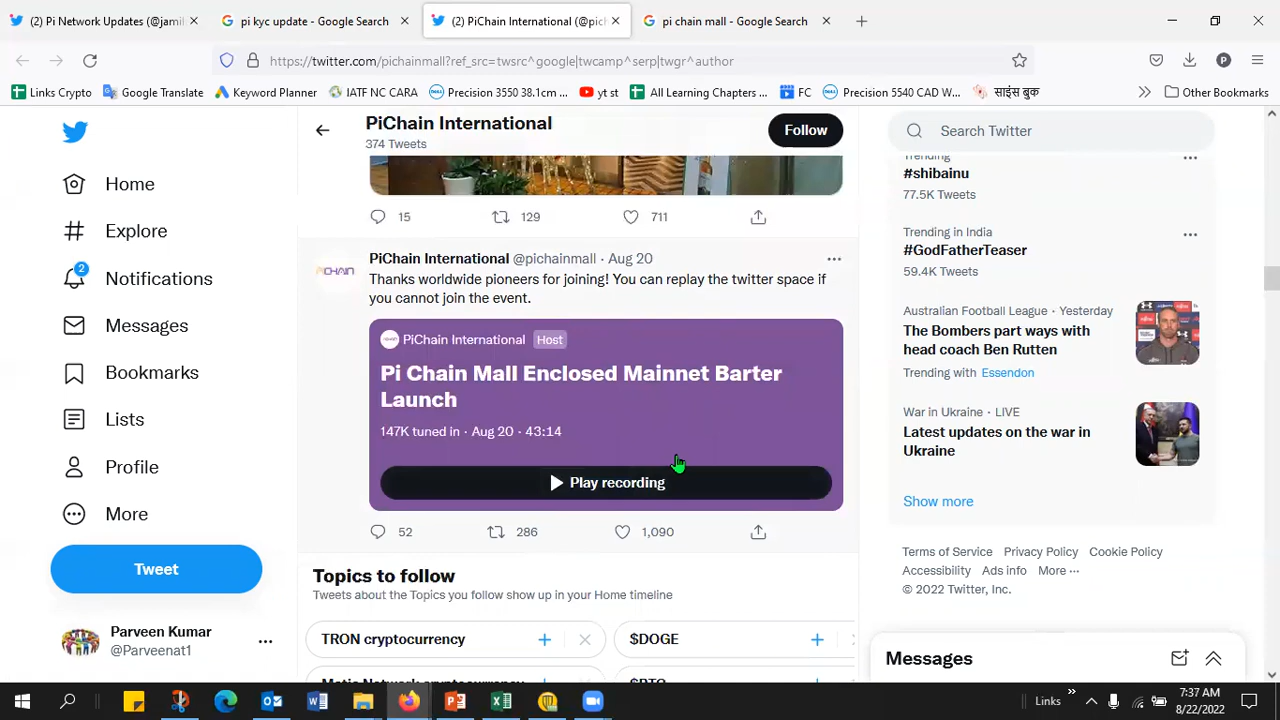 (2) Pi Network Updates (@jamil
pi kyc update - Google Search
(2) PiChain International (@pich
pi chain mall - Google Search
https://twitter.com/pichainmall?ref_src=twsrc^google|twcamp^serp|twgr^author
Links Crypto
Google Translate
Keyword Planner
IATF NC CARA
Precision 3550 38.1cm ...
yt st
All Learning Chapters ...
FC
Precision 5540 CAD W...
साइंस बुक
Other Bookmarks
Home
Explore
2
Notifications
Messages
Bookmarks
Lists
Profile
More
Tweet
Parveen Kumar
@Parveenat1
PiChain International
374 Tweets
Follow
15
129
711
PiCHAIN
PiChain International @pichainmall · Aug 20
Thanks worldwide pioneers for joining! You can replay the twitter space if
you cannot join the event.
PiChain International Host
Pi Chain Mall Enclosed Mainnet Barter
Launch
147K tuned in · Aug 20 · 43:14
Play recording
52
286
1,090
Topics to follow
Tweets about the Topics you follow show up in your Home timeline
TRON cryptocurrency
$DOGE
Matic Network cryptocurrency
$BTC
Search Twitter
Trending
#shibainu
77.5K Tweets
Trending in India
#GodFatherTeaser
59.4K Tweets
Australian Football League · Yesterday
The Bombers part ways with
head coach Ben Rutten
Trending with Essendon
War in Ukraine · LIVE
Latest updates on the war in
Ukraine
Show more
Terms of Service Privacy Policy Cookie Policy
Accessibility Ads info More ···
© 2022 Twitter, Inc.
Messages
Links
7:37 AM
8/22/2022